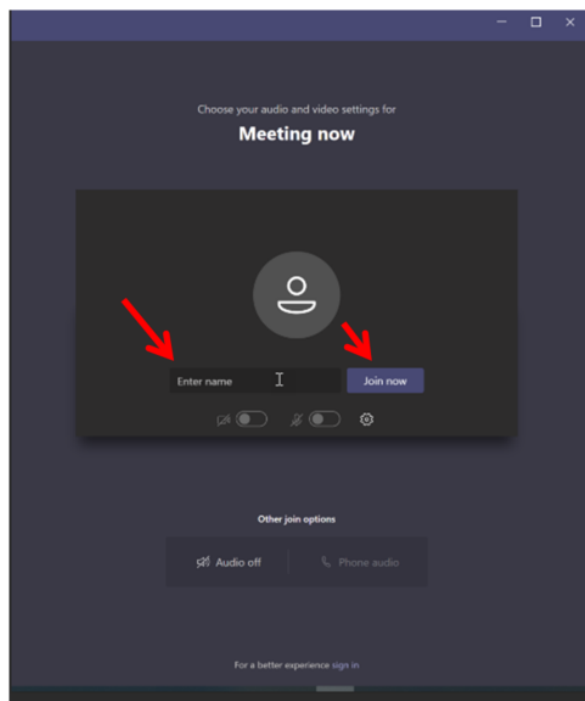 Choose your audio and video settings for
Meeting now
Enter name
Join now
Other join options
Audio off
Phone audio
For a better experience sign in